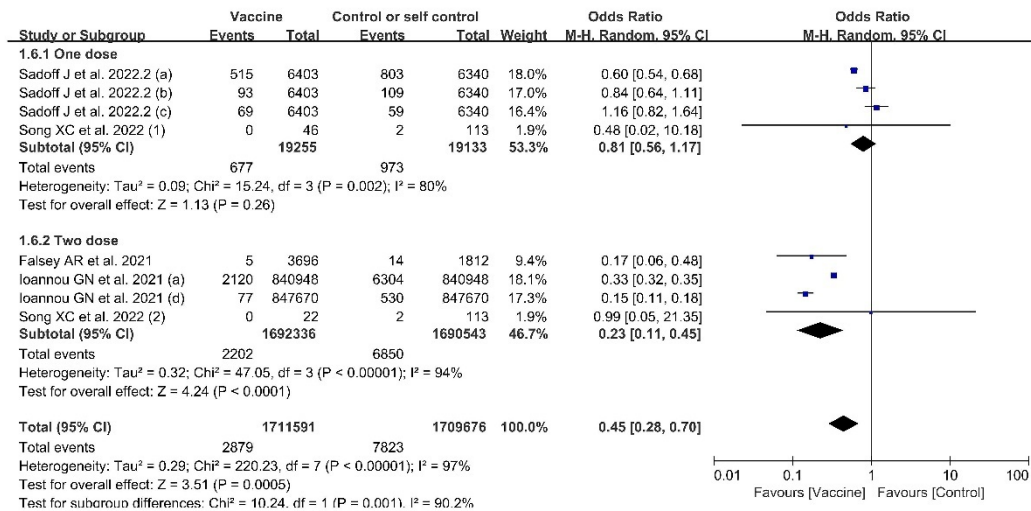 Vaccine Control or self control Odds Ratio Odds Ratio
Study or Subgroup Events Total Events Total Weight M-H. Random. 95% CI M-H. Random. 95% CI
1.6.1 One dose
Sadoff J et al. 2022.2 (a) 515 6403 803 6340 18.0% 0.60 [0.54, 0.68]
Sadoff J et al. 2022.2 (b) 93 6403 109 6340 17.0% 0.84 [0.64, 1.11]
Sadoff J et al. 2022.2 (c) 69 6403 59 6340 16.4% 1.16 [0.82, 1.64]
Song XC et al. 2022 (1) 0 46 2 113 1.9% 0.48 [0.02, 10.18]
Subtotal (95% CI) 19255 19133 53.3% 0.81 [0.56, 1.17]
Total events 677 973
Heterogeneity: Tau² = 0.09; Chi² = 15.24, df = 3 (P = 0.002); I² = 80%
Test for overall effect: Z = 1.13 (P = 0.26)
1.6.2 Two dose
Falsey AR et al. 2021 5 3696 14 1812 9.4% 0.17 [0.06, 0.48]
Ioannou GN et al. 2021 (a) 2120 840948 6304 840948 18.1% 0.33 [0.32, 0.35]
Ioannou GN et al. 2021 (d) 77 847670 530 847670 17.3% 0.15 [0.11, 0.18]
Song XC et al. 2022 (2) 0 22 2 113 1.9% 0.99 [0.05, 21.35]
Subtotal (95% CI) 1692336 1690543 46.7% 0.23 [0.11, 0.45]
Total events 2202 6850
Heterogeneity: Tau² = 0.32; Chi² = 47.05, df = 3 (P < 0.00001); I² = 94%
Test for overall effect: Z = 4.24 (P < 0.0001)
Total (95% CI) 1711591 1709676 100.0% 0.45 [0.28, 0.70]
Total events 2879 7823
Heterogeneity: Tau² = 0.29; Chi² = 220.23, df = 7 (P < 0.00001); I² = 97%
Test for overall effect: Z = 3.51 (P = 0.0005)
Test for subgroup differences: Chi² = 10.24, df = 1 (P = 0.001), I² = 90.2%
0.01 0.1 1 10 100
Favours [Vaccine] Favours [Control]